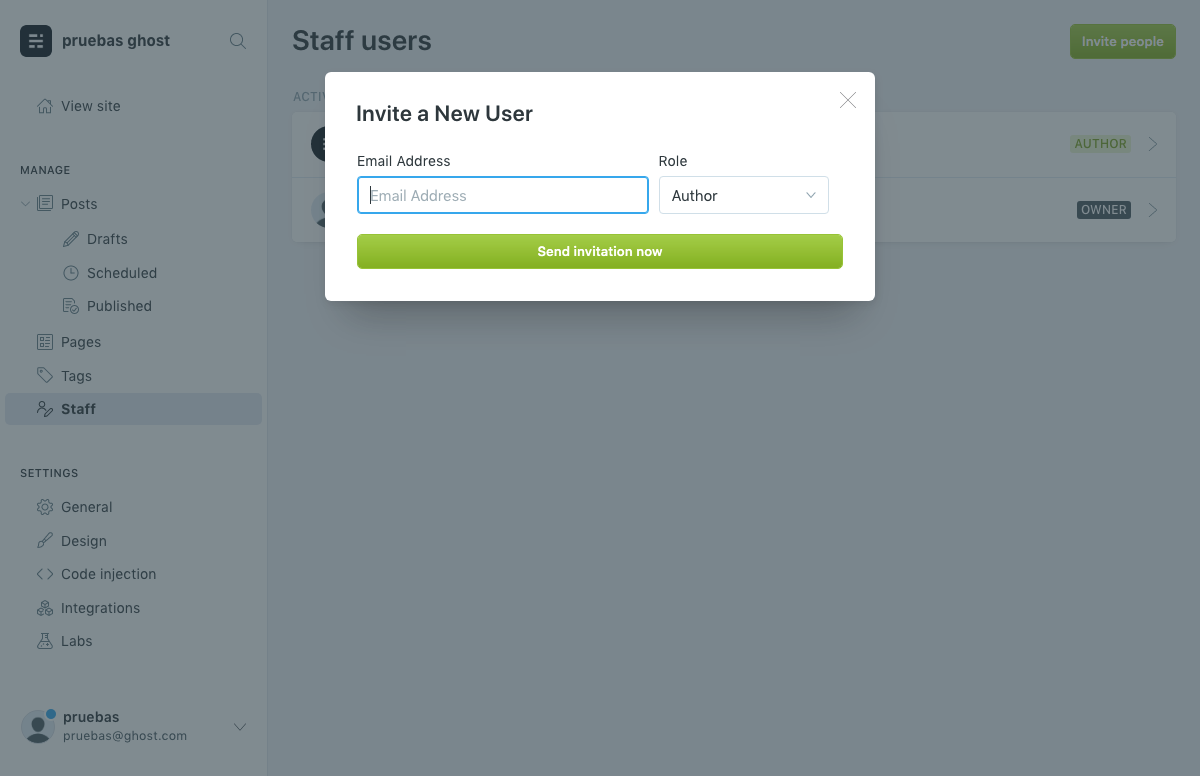 pruebas ghost
View site
MANAGE
Posts
Drafts
Scheduled
Published
Pages
Tags
Staff
SETTINGS
General
Design
Code injection
Integrations
Labs
pruebas
pruebas@ghost.com
Staff users
Invite people
AUTHOR
OWNER
Invite a New User
Email Address
Role
Email Address
Author
Send invitation now